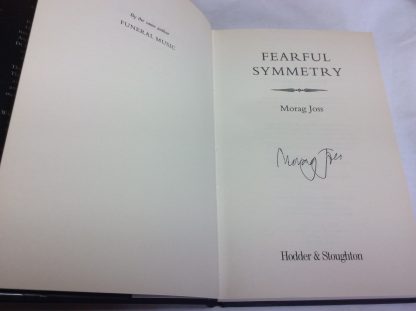 By the same author
FUNERAL MUSIC
FEARFUL
SYMMETRY
Morag Joss
Morag Joss
Hodder & Stoughton